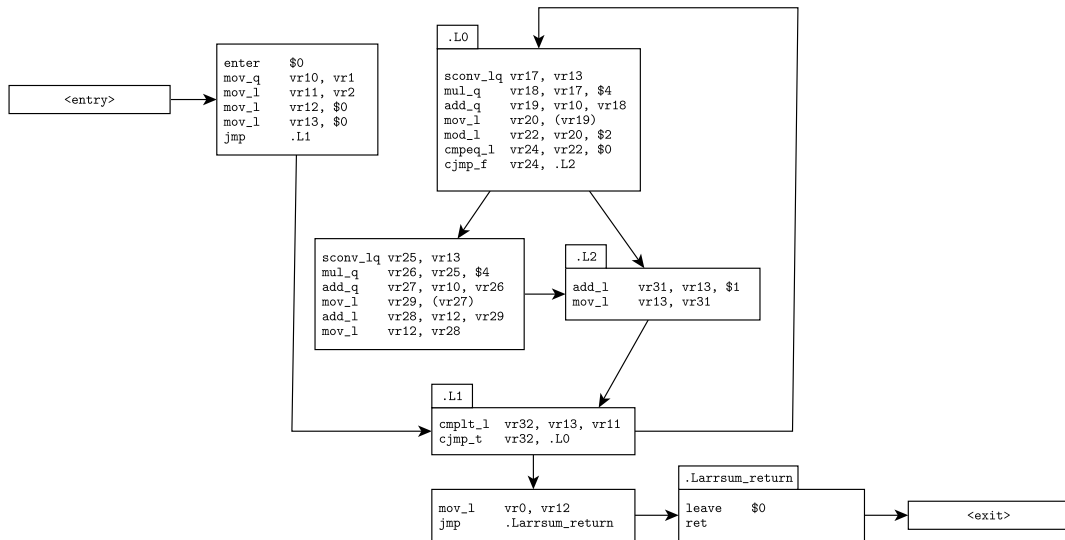 <entry>
enter    $0
mov_q    vr10, vr1
mov_l    vr11, vr2
mov_l    vr12, $0
mov_l    vr13, $0
jmp      .L1
.L0
sconv_lq vr17, vr13
mul_q    vr18, vr17, $4
add_q    vr19, vr10, vr18
mov_l    vr20, (vr19)
mod_l    vr22, vr20, $2
cmpeq_l  vr24, vr22, $0
cjmp_f   vr24, .L2
sconv_lq vr25, vr13
mul_q    vr26, vr25, $4
add_q    vr27, vr10, vr26
mov_l    vr29, (vr27)
add_l    vr28, vr12, vr29
mov_l    vr12, vr28
.L2
add_l    vr31, vr13, $1
mov_l    vr13, vr31
.L1
cmplt_l  vr32, vr13, vr11
cjmp_t   vr32, .L0
mov_l    vr0, vr12
jmp      .Larrsum_return
.Larrsum_return
leave    $0
ret
<exit>